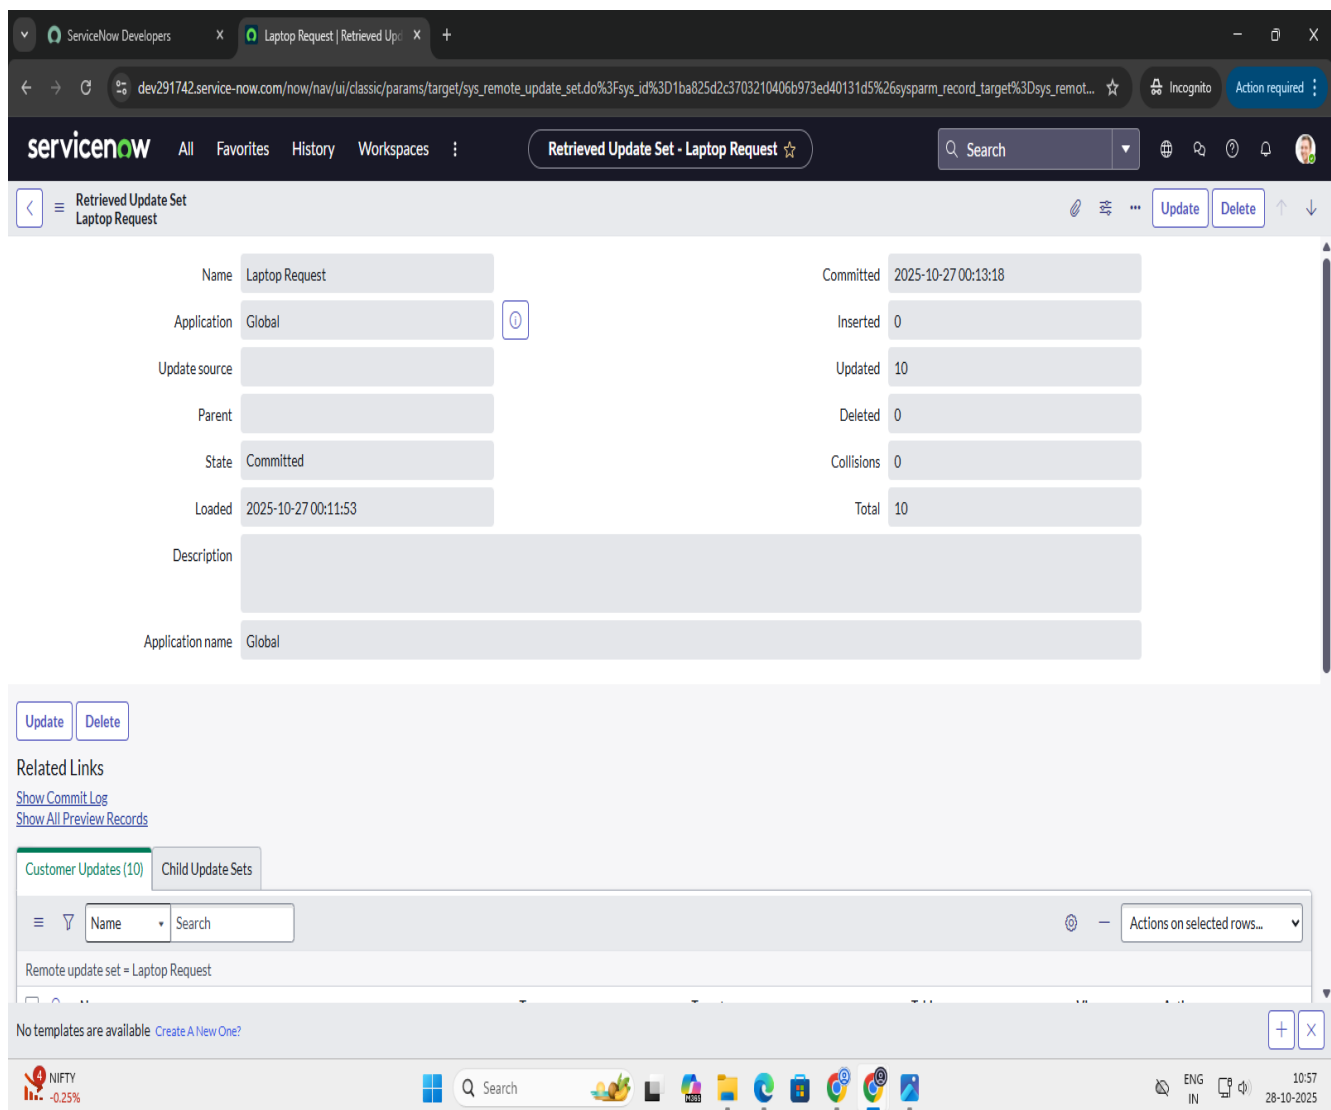 ServiceNow Developers
Laptop Request | Retrieved Upd
dev291742.service-now.com/now/nav/ui/classic/params/target/sys_remote_update_set.do%3Fsys_id%3D1ba825d2c3703210406b973ed40131d5%26sysparm_record_target%3Dsys_remot...
Incognito
Action required
servicenow
All Favorites History Workspaces
Retrieved Update Set - Laptop Request
Search
Retrieved Update Set
Laptop Request
Update Delete
Name Laptop Request
Committed 2025-10-27 00:13:18
Application Global
Inserted 0
Update source
Updated 10
Parent
Deleted 0
State Committed
Collisions 0
Loaded 2025-10-27 00:11:53
Total 10
Description
Application name Global
Update Delete
Related Links
Show Commit Log
Show All Preview Records
Customer Updates (10) Child Update Sets
Name Search Actions on selected rows...
Remote update set = Laptop Request
No templates are available Create A New One?
4
NIFTY
-0.25%
Search
M365
ENG
IN
10:57
28-10-2025